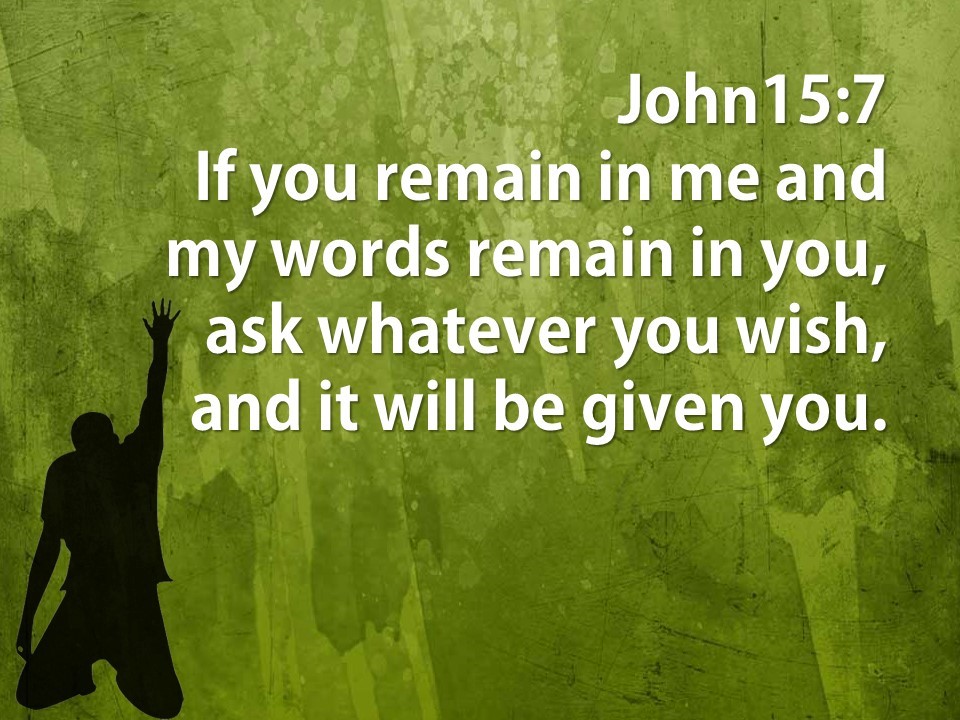 John15:7
If you remain in me and
my words remain in you,
ask whatever you wish,
and it will be given you.